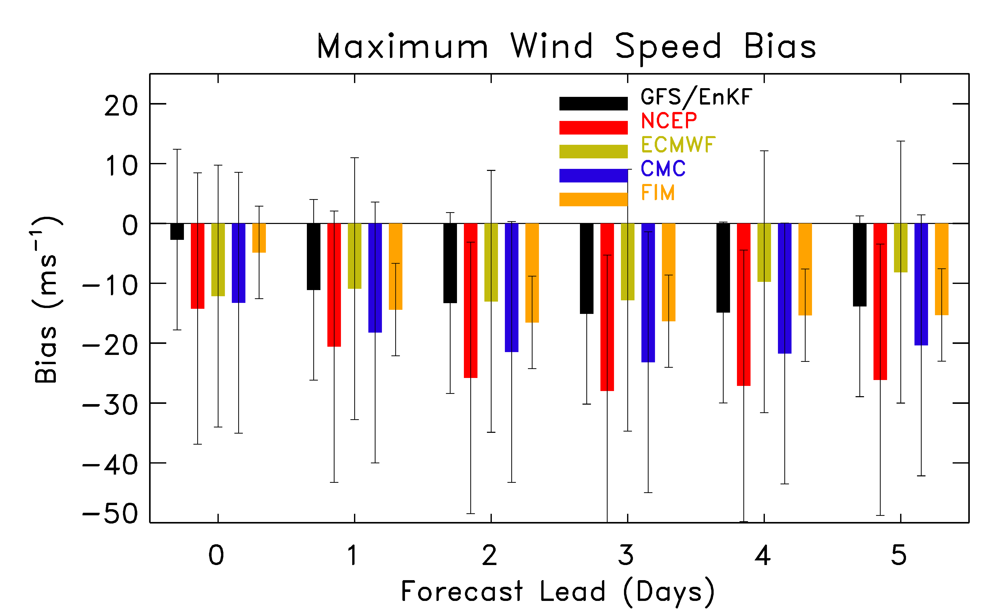 Maximum Wind Speed Bias
GFS/EnKF
NCEP
ECMWF
CMC
FIM
20
10
0
−10
−20
−30
−40
−50
Bias (ms⁻¹)
0 1 2 3 4 5
Forecast Lead (Days)